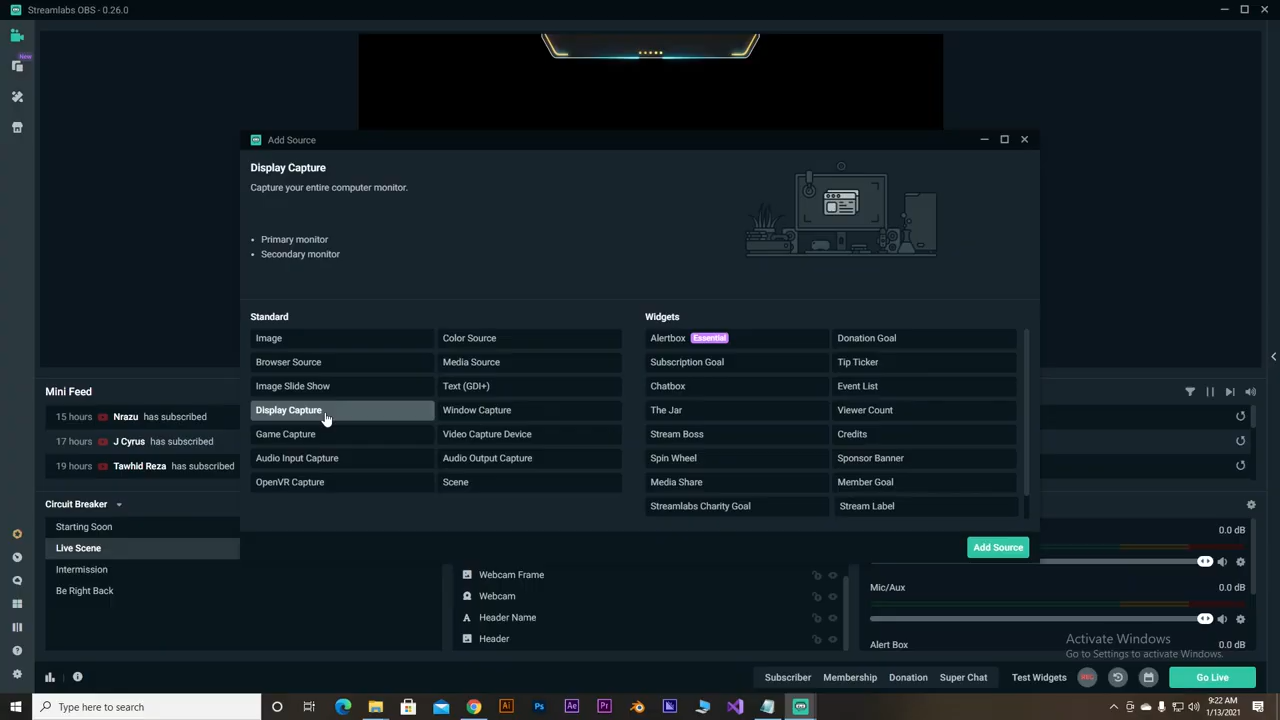 Streamlabs OBS - 0.26.0
New
Add Source
Display Capture
Capture your entire computer monitor.
• Primary monitor
• Secondary monitor
Standard
Image
Color Source
Browser Source
Media Source
Image Slide Show
Text (GDI+)
Display Capture
Window Capture
Game Capture
Video Capture Device
Audio Input Capture
Audio Output Capture
OpenVR Capture
Scene
Widgets
Alertbox Essential
Donation Goal
Subscription Goal
Tip Ticker
Chatbox
Event List
The Jar
Viewer Count
Stream Boss
Credits
Spin Wheel
Sponsor Banner
Media Share
Member Goal
Streamlabs Charity Goal
Stream Label
Add Source
Mini Feed
15 hours Nrazu has subscribed
17 hours J Cyrus has subscribed
19 hours Tawhid Reza has subscribed
Circuit Breaker
Starting Soon
Live Scene
Intermission
Be Right Back
Webcam Frame
Webcam
Header Name
Header
0.0 dB
Mic/Aux
0.0 dB
Alert Box
Activate Windows
Go to Settings to activate Windows.
Subscriber
Membership
Donation
Super Chat
Test Widgets
REC
Go Live
Type here to search
9:22 AM
1/13/2021